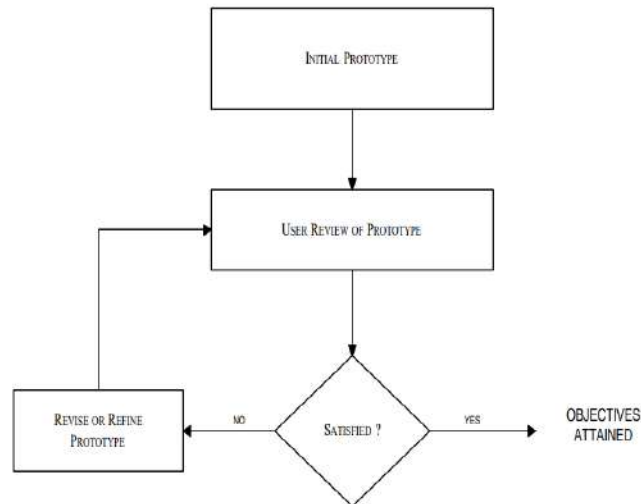 INITIAL PROTOTYPE
USER REVIEW OF PROTOTYPE
REVISE OR REFINE
PROTOTYPE
NO
SATISFIED ?
YES
OBJECTIVES
ATTAINED